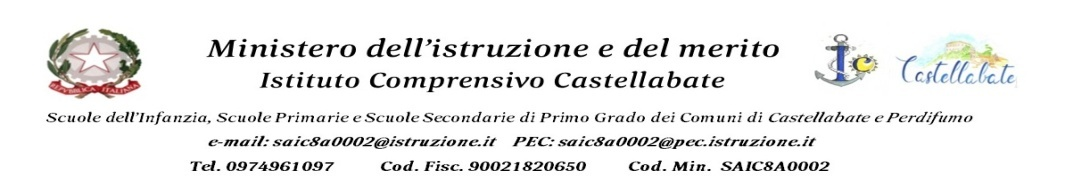 Ministero dell'istruzione e del merito
Istituto Comprensivo Castellabate
Castellabate
REPVBBLICA ITALIANA
Scuole dell'Infanzia, Scuole Primarie e Scuole Secondarie di Primo Grado dei Comuni di Castellabate e Perdifumo
e-mail: saic8a0002@istruzione.it PEC: saic8a0002@pec.istruzione.it
Tel. 0974961097 Cod. Fisc. 90021820650 Cod. Min. SAIC8A0002